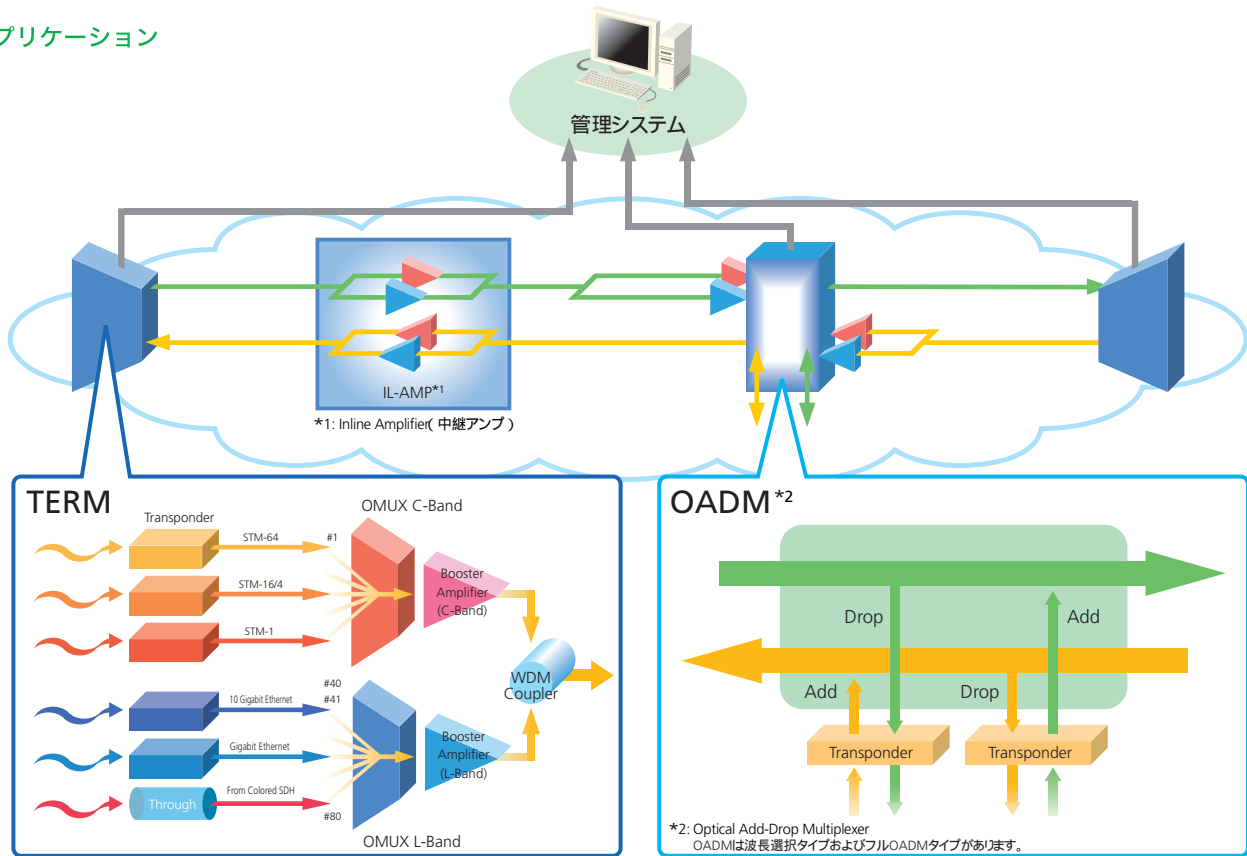 プリケーション
管理システム
IL-AMP*1
*1: Inline Amplifier( 中継アンプ )
TERM
Transponder
OMUX C-Band
STM-64
#1
STM-16/4
STM-1
Booster
Amplifier
(C-Band)
WDM
Coupler
#40
10 Gigabit Ethernet
#41
Gigabit Ethernet
Booster
Amplifier
(L-Band)
Through
From Colored SDH
#80
OMUX L-Band
OADM*2
Drop
Add
Add
Drop
Transponder
Transponder
*2: Optical Add-Drop Multiplexer
OADMは波長選択タイプおよびフルOADMタイプがあります。